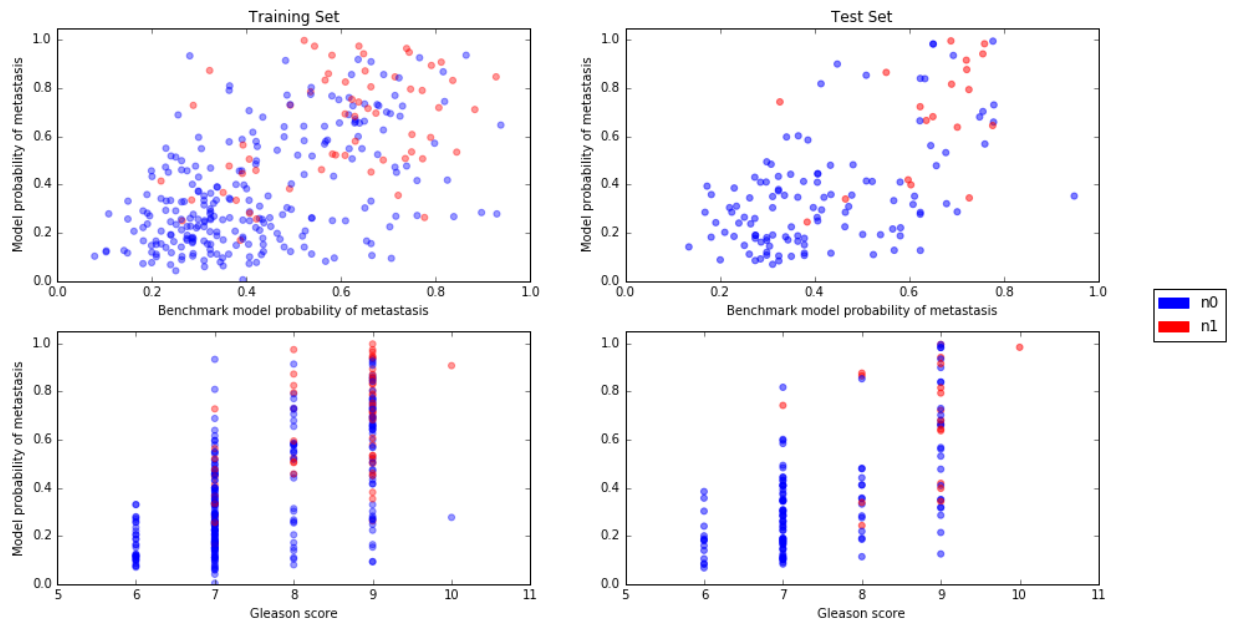 Training Set
Test Set
Model probability of metastasis
1.0
0.8
0.6
0.4
0.2
0.0
0.0 0.2 0.4 0.6 0.8 1.0
Benchmark model probability of metastasis
Model probability of metastasis
1.0
0.8
0.6
0.4
0.2
0.0
0.0 0.2 0.4 0.6 0.8 1.0
Benchmark model probability of metastasis
n0
n1
Model probability of metastasis
1.0
0.8
0.6
0.4
0.2
0.0
5 6 7 8 9 10 11
Gleason score
1.0
0.8
0.6
0.4
0.2
0.0
5 6 7 8 9 10 11
Gleason score